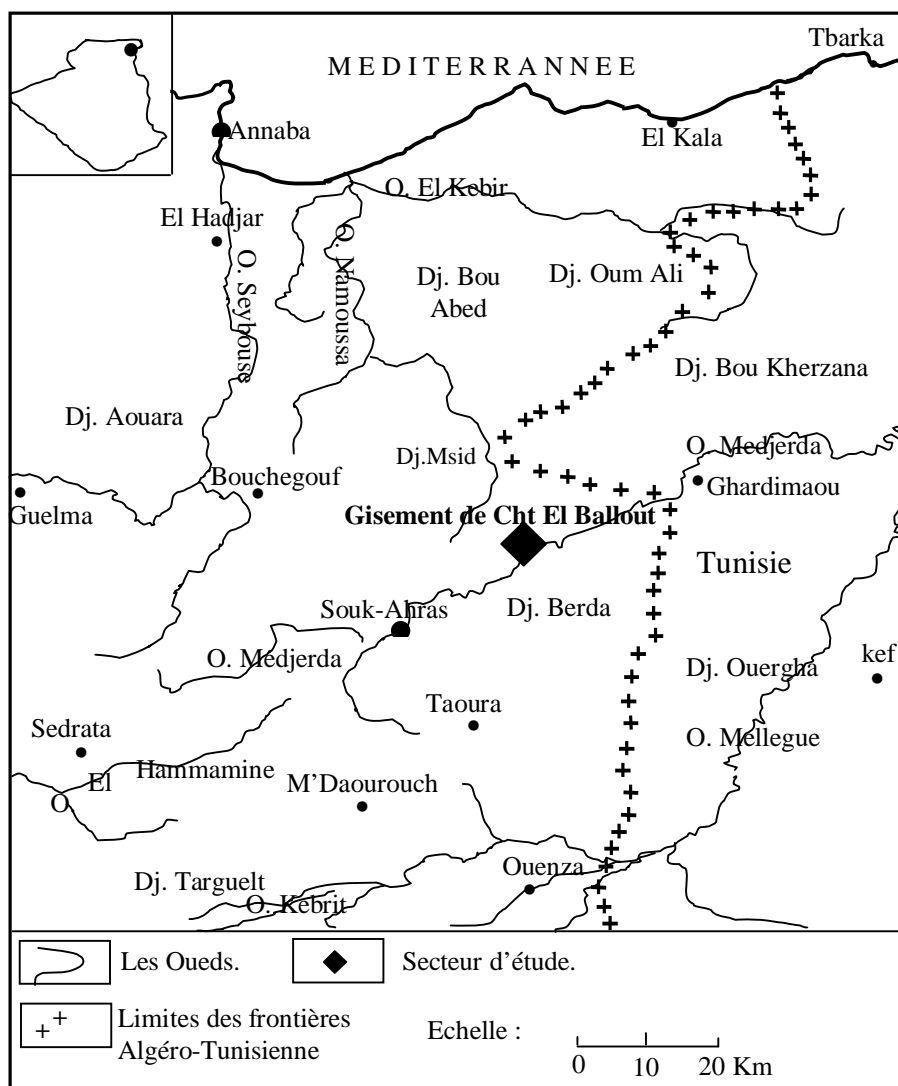 Tbarka
MEDITERRANNEE
Annaba
El Kala
O. El Kebir
El Hadjar
O. Seybouse
O. Namoussa
Dj. Bou
Abed
Dj. Oum Ali
Dj. Bou Kherzana
Dj. Aouara
Dj.Msid
O. Medjerda
Bouchegouf
Ghardimaou
Guelma
Gisement de Cht El Ballout
Tunisie
Souk-Ahras
Dj. Berda
O. Medjerda
Dj. Ouergha
kef
Taoura
Sedrata
O. Mellegue
O. El Hammamine
M'Daourouch
Ouenza
Dj. Targuelt
O. Kebrit
Les Oueds.
Secteur d'étude.
Limites des frontières
Algéro-Tunisienne
Echelle :
0 10 20 Km